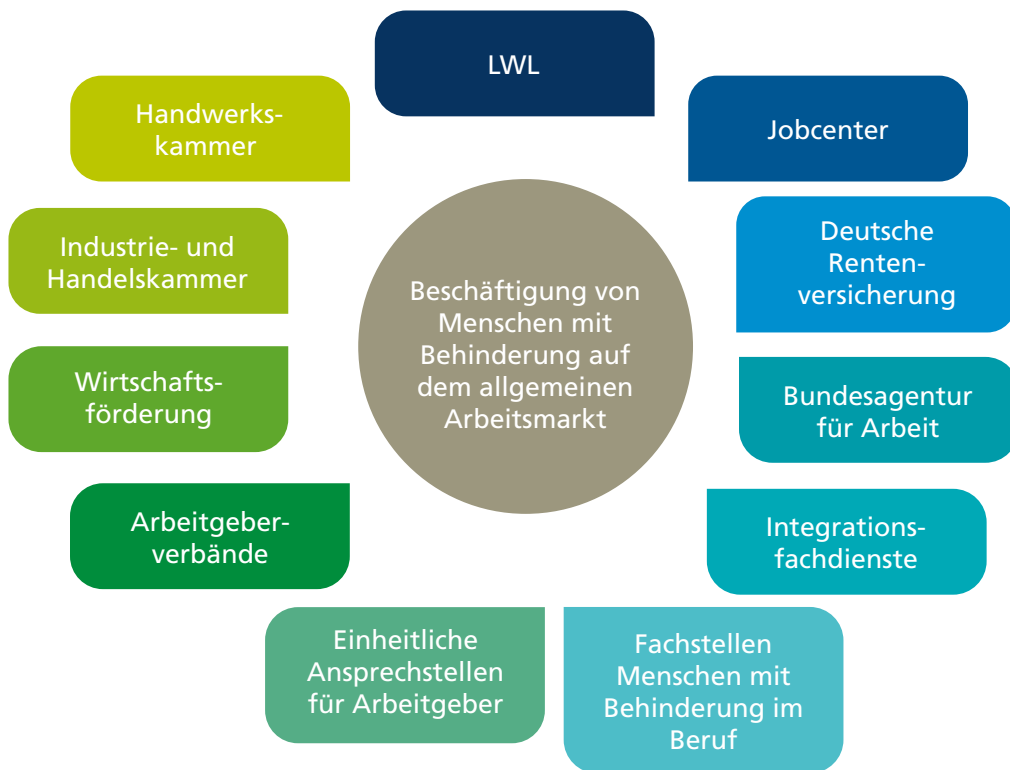 LWL
Handwerks-
kammer
Jobcenter
Industrie- und
Handelskammer
Deutsche
Renten-
versicherung
Beschäftigung von
Menschen mit
Behinderung auf
dem allgemeinen
Arbeitsmarkt
Wirtschafts-
förderung
Bundesagentur
für Arbeit
Arbeitgeber-
verbände
Integrations-
fachdienste
Einheitliche
Ansprechstellen
für Arbeitgeber
Fachstellen
Menschen mit
Behinderung im
Beruf